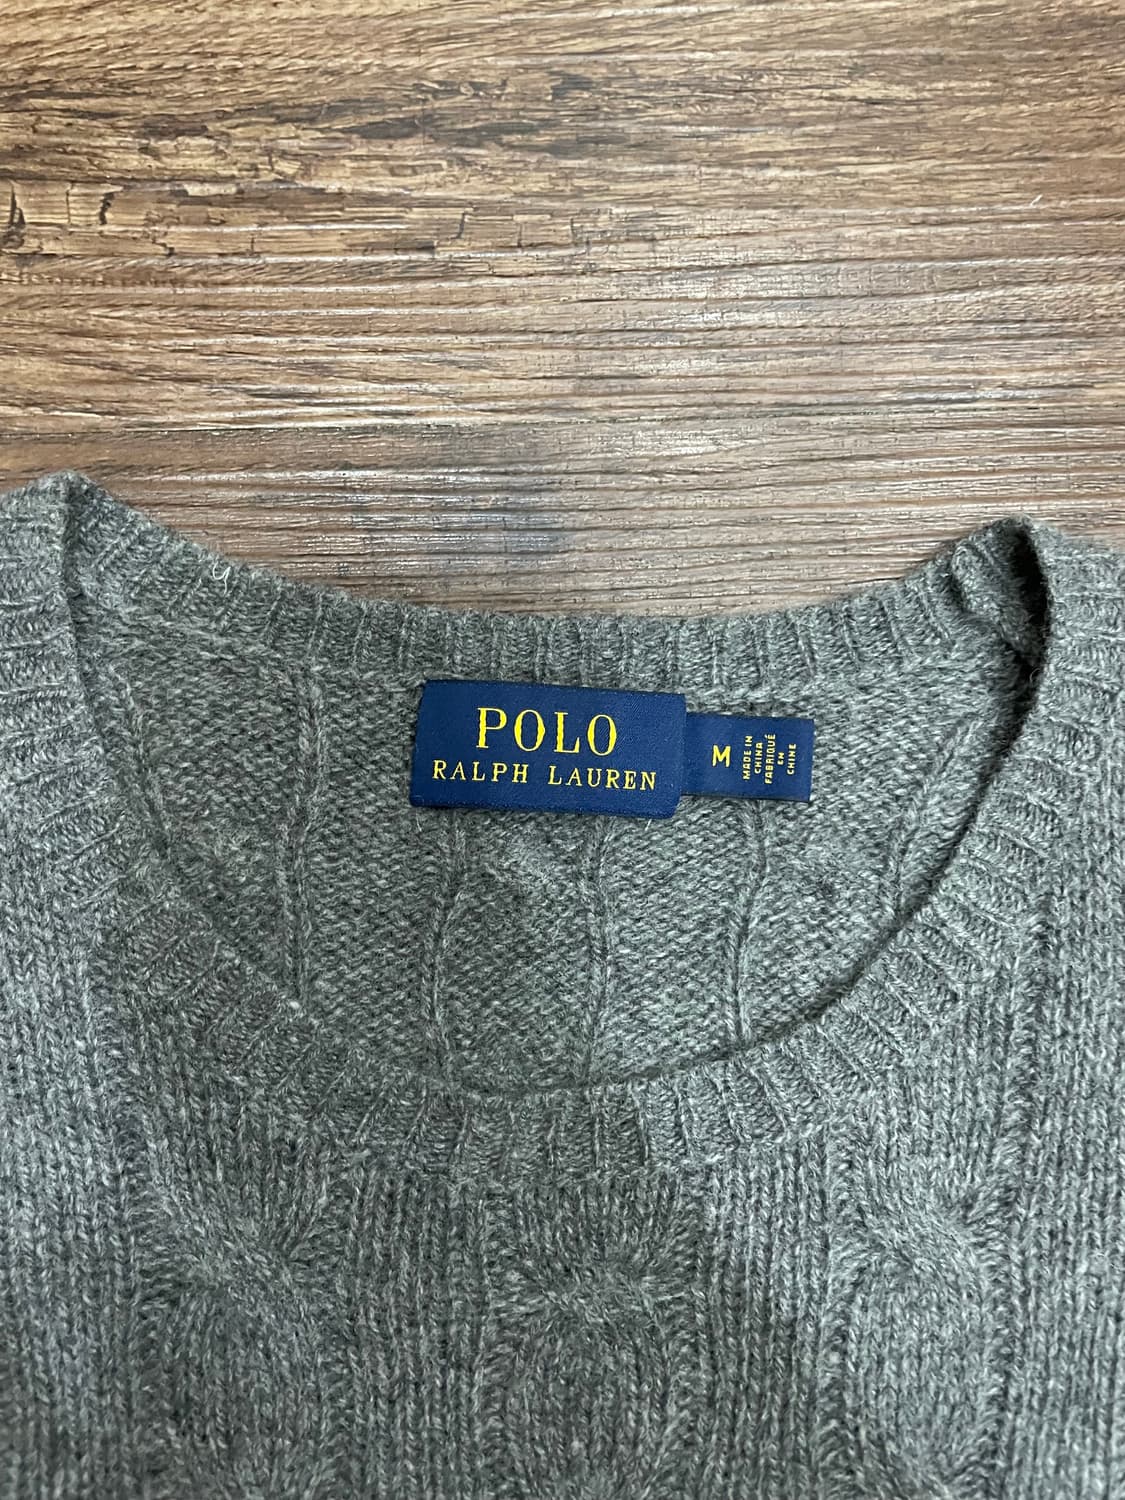 POLO
RALPH LAUREN
M
MADE IN
CHINA
FABRIQUÉ
EN
CHINE